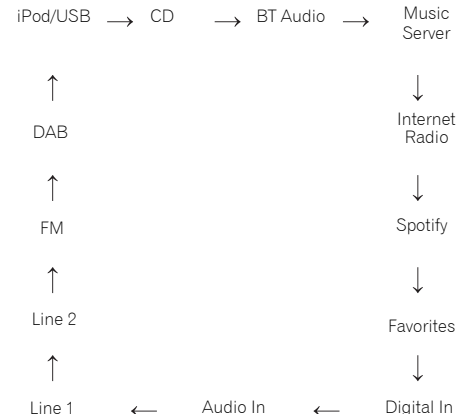 iPod/USB → CD → BT Audio → Music
Server
↑ ↓
DAB Internet
Radio
↑ ↓
FM Spotify
↑ ↓
Line 2 Favorites
↑ ↓
Line 1 ← Audio In ← Digital In